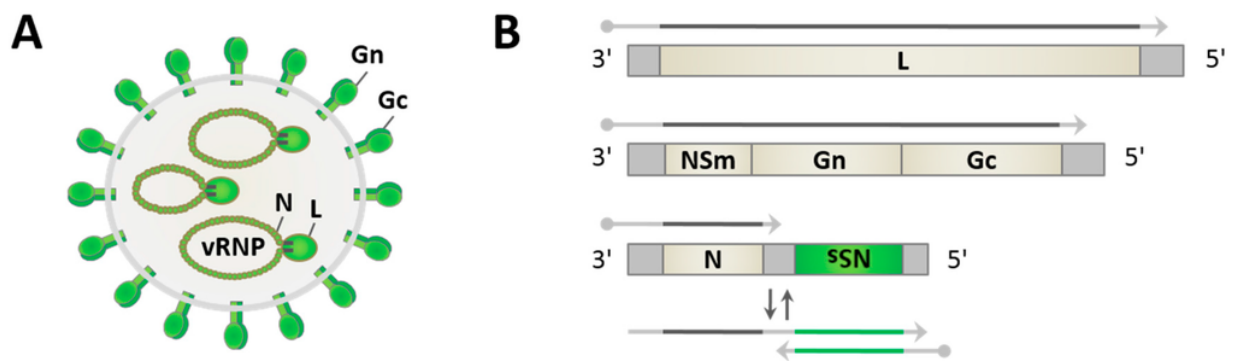 A
Gn
Gc
N
L
vRNP
B
3' L 5'
3' NSm Gn Gc 5'
3' N sSN 5'